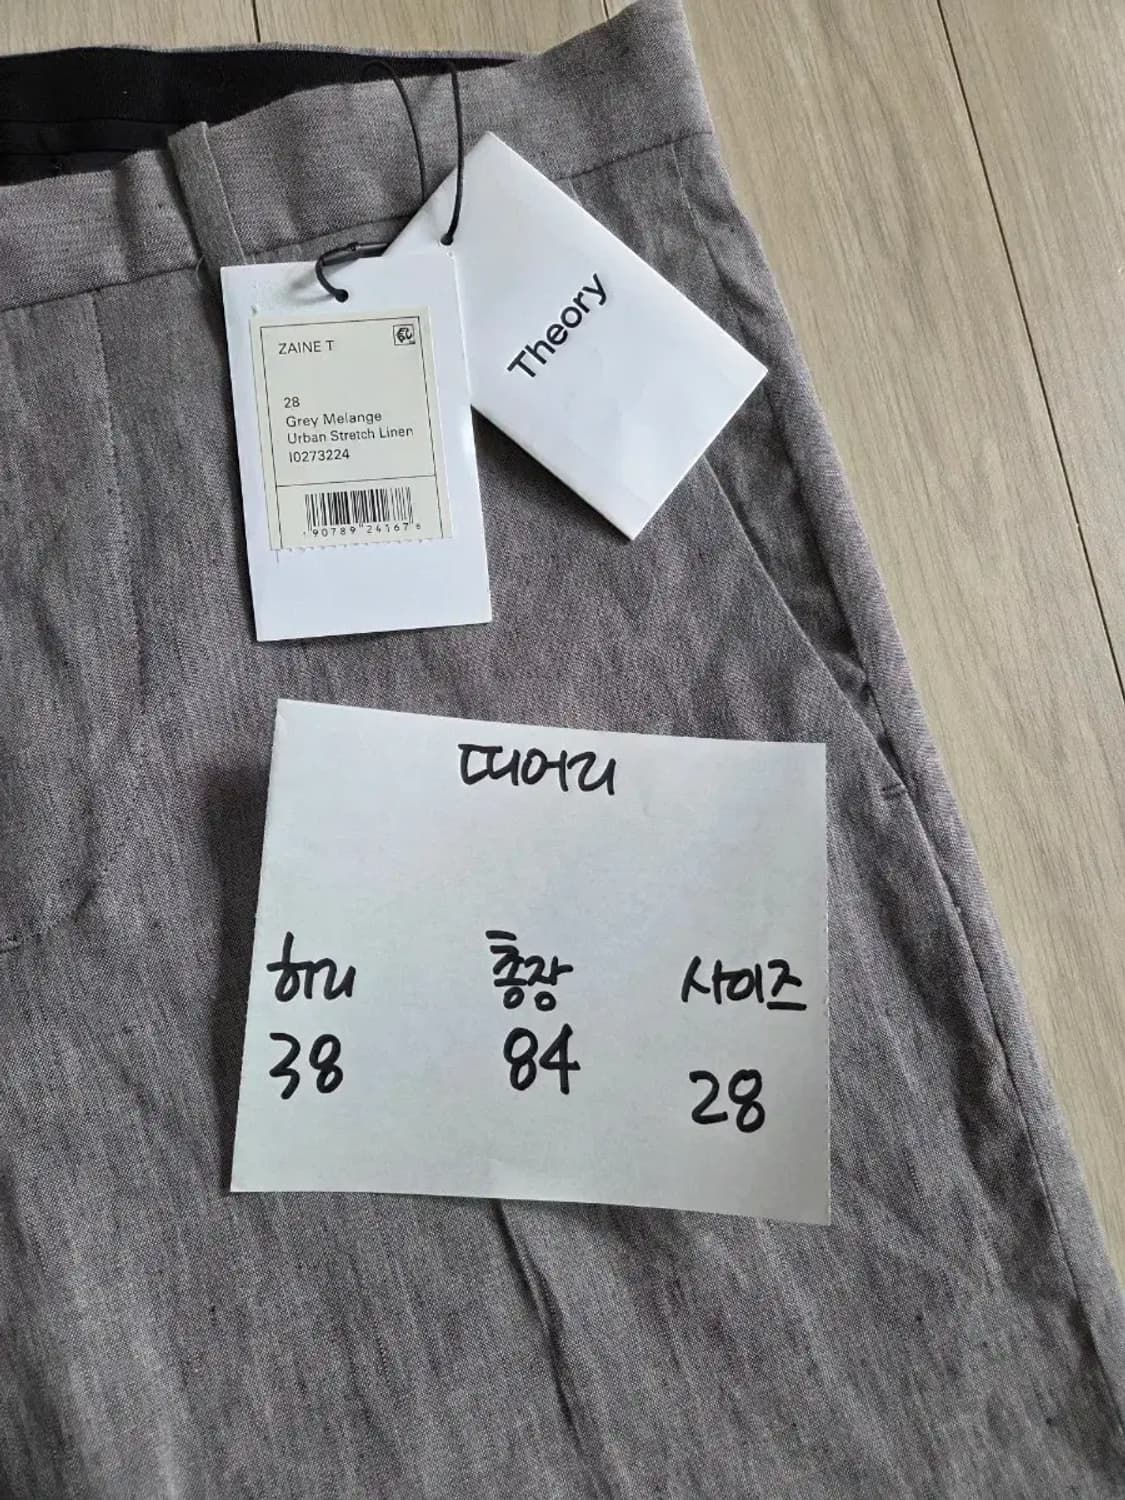 Theory
ZAINE T
28
Grey Melange
Urban Stretch Linen
I0273224
190789241676
띠어리
허리 총장 사이즈
38 84 28